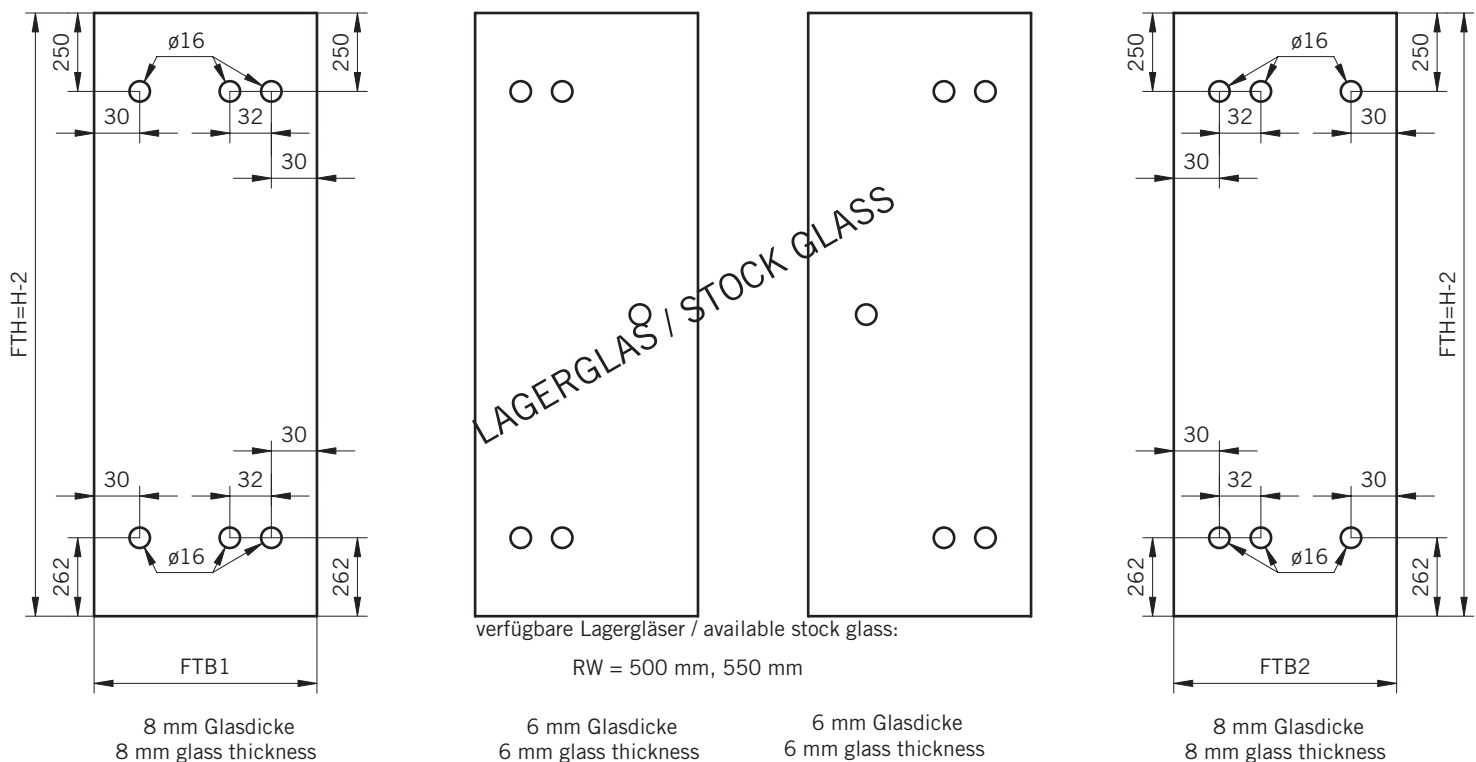 250
ø16
250
30
32
30
FTH=H-2
30
30
32
262
ø16
262
FTB1
8 mm Glasdicke
8 mm glass thickness
LAGERGLAS / STOCK GLASS
verfügbare Lagergläser / available stock glass:
RW = 500 mm, 550 mm
6 mm Glasdicke
6 mm glass thickness
6 mm Glasdicke
6 mm glass thickness
250
ø16
250
32
30
30
FTH=H-2
30
32
30
262
ø16
262
FTB2
8 mm Glasdicke
8 mm glass thickness